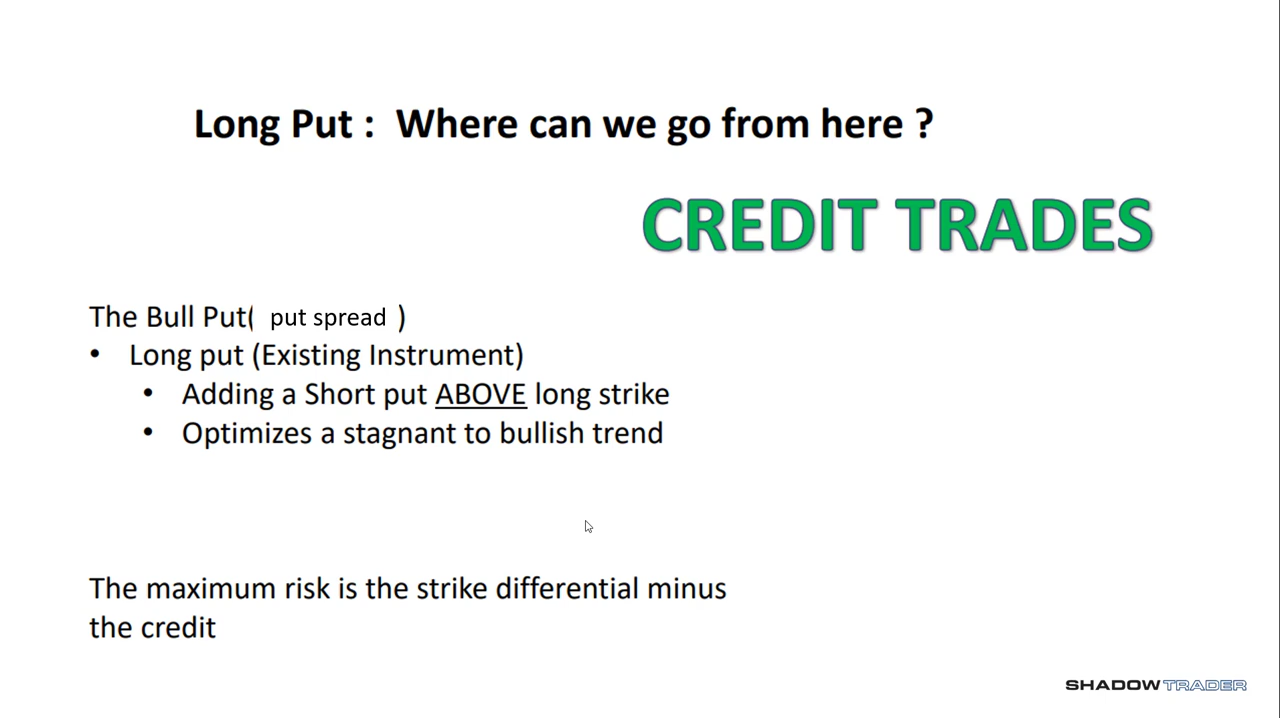 Long Put : Where can we go from here ?
CREDIT TRADES
The Bull Put( put spread )
• Long put (Existing Instrument)
• Adding a Short put ABOVE long strike
• Optimizes a stagnant to bullish trend
The maximum risk is the strike differential minus
the credit
SHADOWTRADER